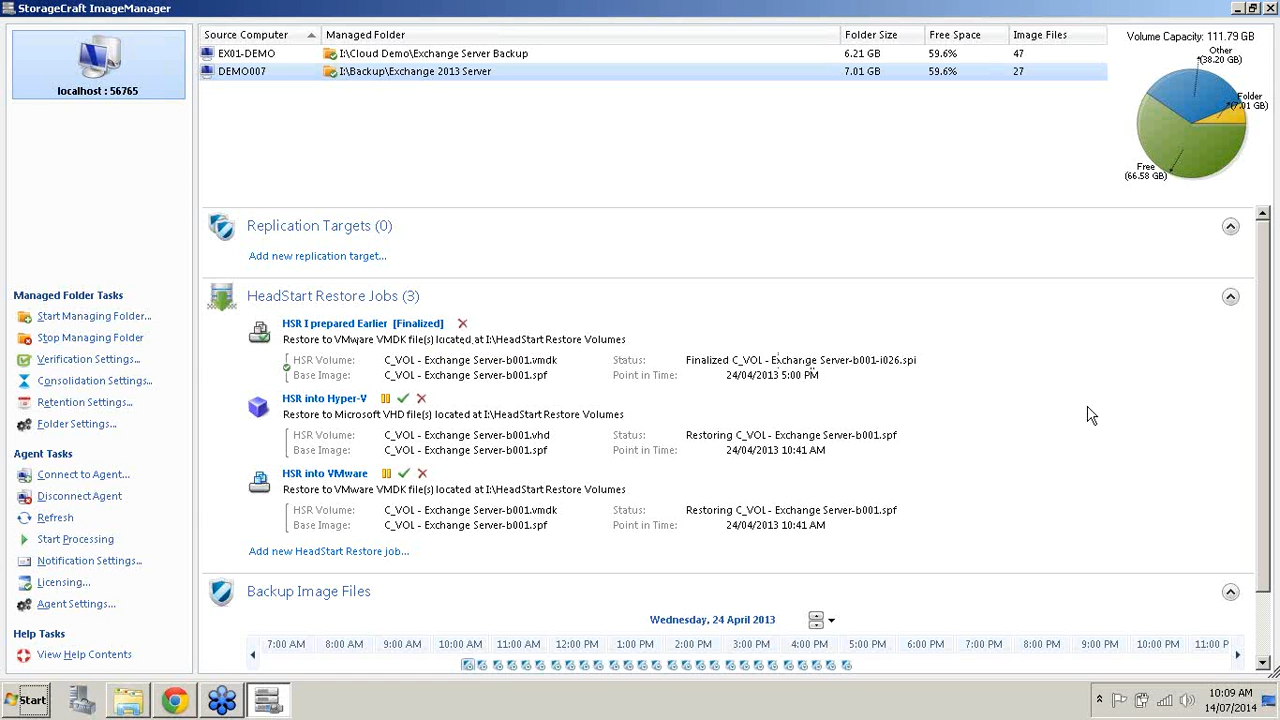 StorageCraft ImageManager
localhost : 56765
Source Computer Managed Folder Folder Size Free Space Image Files
EX01-DEMO I:\Cloud Demo\Exchange Server Backup 6.21 GB 59.6% 47
DEMO007 I:\Backup\Exchange 2013 Server 7.01 GB 59.6% 27
Volume Capacity: 111.79 GB
Other
(38.20 GB)
Folder
(7.01 GB)
Free
(66.58 GB)
Managed Folder Tasks
Start Managing Folder...
Stop Managing Folder
Verification Settings...
Consolidation Settings...
Retention Settings...
Folder Settings...
Agent Tasks
Connect to Agent...
Disconnect Agent
Refresh
Start Processing
Notification Settings...
Licensing...
Agent Settings...
Help Tasks
View Help Contents
Replication Targets (0)
Add new replication target...
HeadStart Restore Jobs (3)
HSR I prepared Earlier [Finalized]
Restore to VMware VMDK file(s) located at I:\HeadStart Restore Volumes
HSR Volume: C_VOL - Exchange Server-b001.vmdk Status: Finalized C_VOL - Exchange Server-b001-i026.spi
Base Image: C_VOL - Exchange Server-b001.spf Point in Time: 24/04/2013 5:00 PM
HSR into Hyper-V
Restore to Microsoft VHD file(s) located at I:\HeadStart Restore Volumes
HSR Volume: C_VOL - Exchange Server-b001.vhd Status: Restoring C_VOL - Exchange Server-b001.spf
Base Image: C_VOL - Exchange Server-b001.spf Point in Time: 24/04/2013 10:41 AM
HSR into VMware
Restore to VMware VMDK file(s) located at I:\HeadStart Restore Volumes
HSR Volume: C_VOL - Exchange Server-b001.vmdk Status: Restoring C_VOL - Exchange Server-b001.spf
Base Image: C_VOL - Exchange Server-b001.spf Point in Time: 24/04/2013 10:41 AM
Add new HeadStart Restore job...
Backup Image Files
Wednesday, 24 April 2013
7:00 AM 8:00 AM 9:00 AM 10:00 AM 11:00 AM 12:00 PM 1:00 PM 2:00 PM 3:00 PM 4:00 PM 5:00 PM 6:00 PM 7:00 PM 8:00 PM 9:00 PM 10:00 PM 11:00 P
Start
10:09 AM
14/07/2014